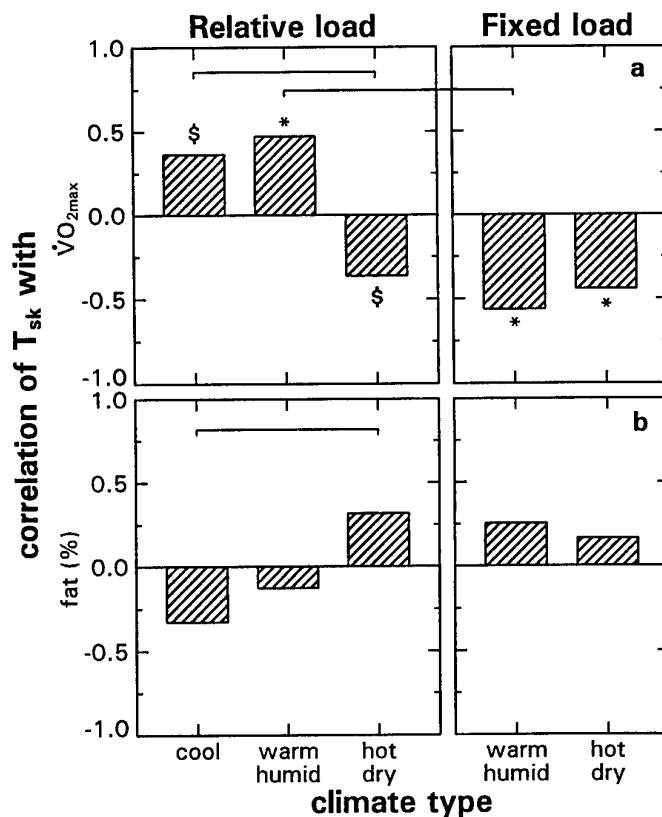 Relative load
Fixed load
1.0
0.5
0.0
-0.5
-1.0
a
$
*
$
*
*
correlation of Tsk with
V̇O2max
1.0
0.5
0.0
-0.5
-1.0
b
fat (%)
cool
warm
humid
hot
dry
warm
humid
hot
dry
climate type